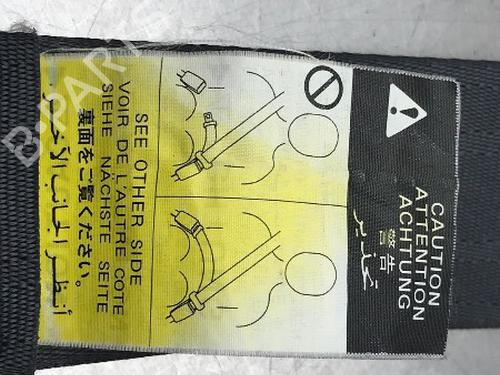 CAUTION
ATTENTION
ACHTUNG
警告
تحذير
SEE OTHER SIDE
VOIR DE L'AUTRE COTE
SIEHE NÄCHSTE SEITE
裏面をご覧ください。
أنظر الجانب الآخر
B-PARTS